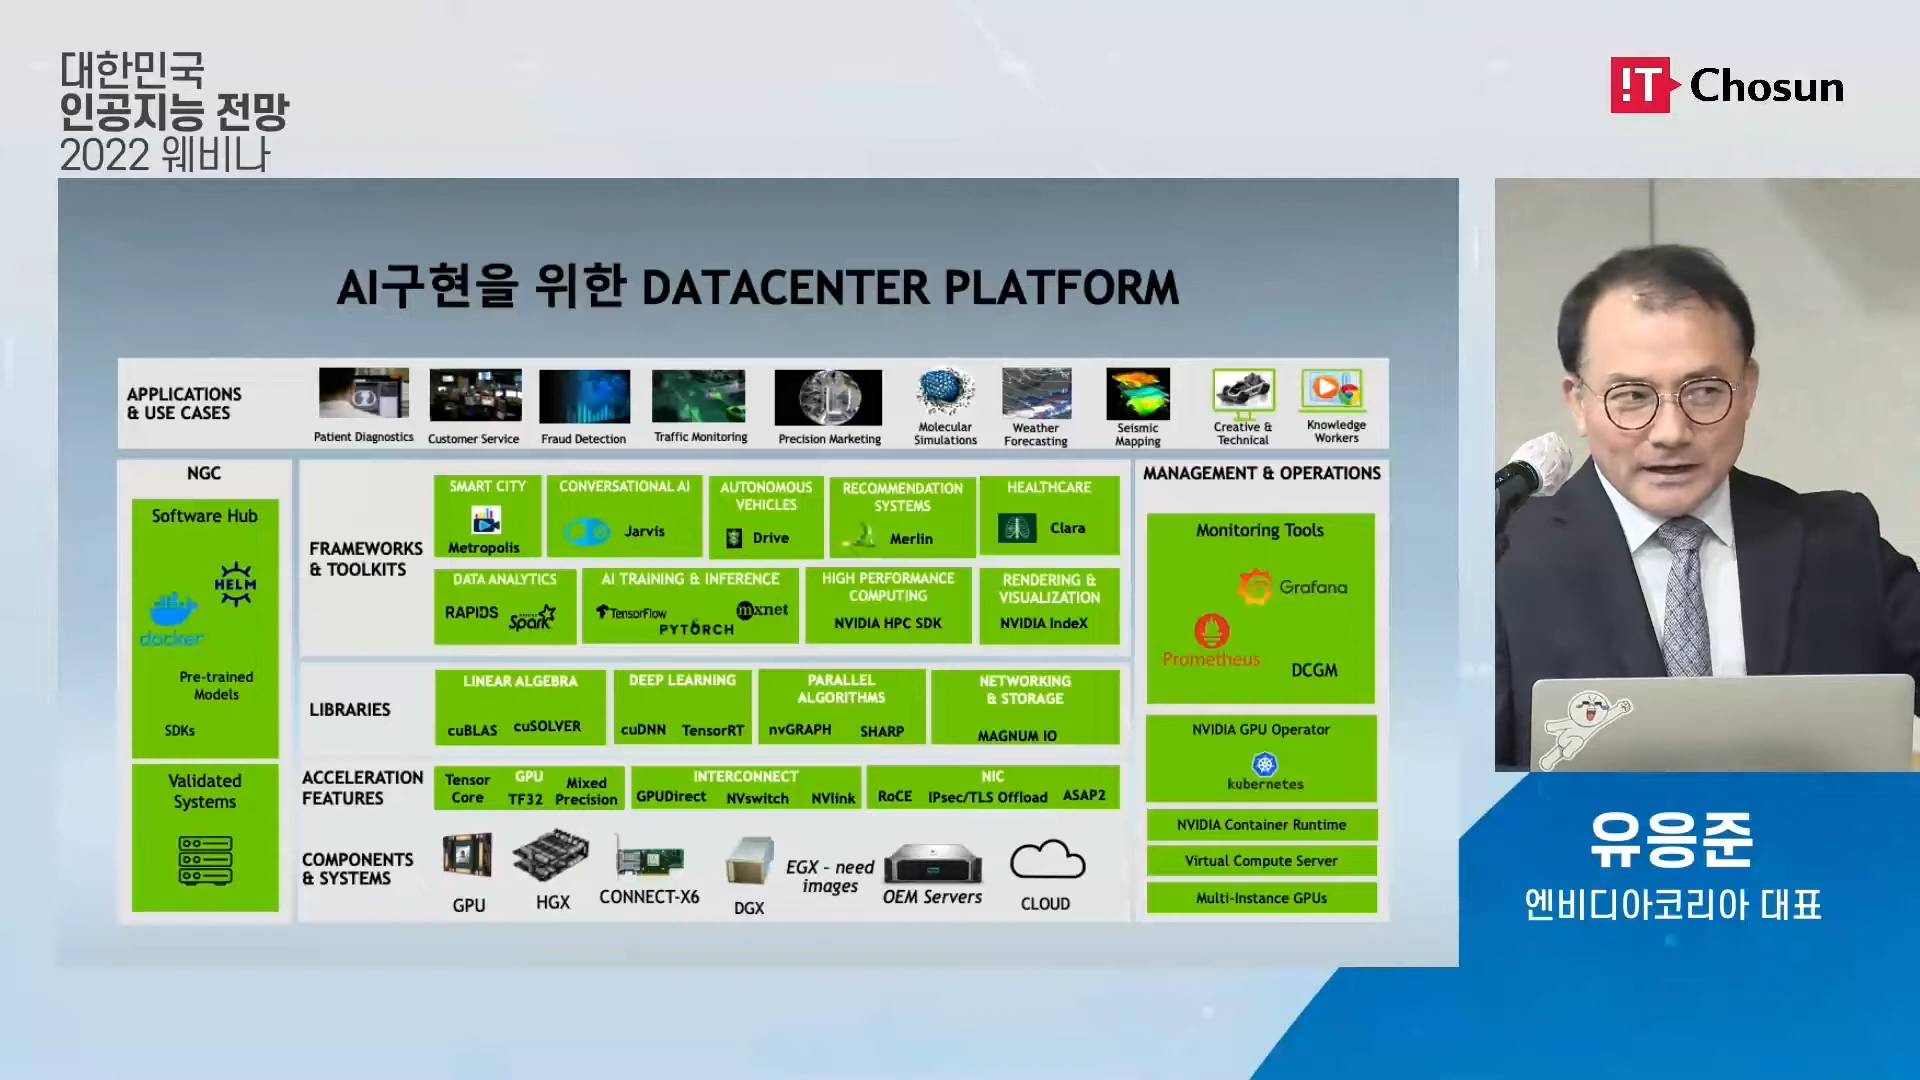 대한민국
인공지능 전망
2022 웨비나
!T Chosun
AI구현을 위한 DATACENTER PLATFORM
APPLICATIONS
& USE CASES
Patient Diagnostics
Customer Service
Fraud Detection
Traffic Monitoring
Precision Marketing
Molecular
Simulations
Weather
Forecasting
Seismic
Mapping
Creative &
Technical
Knowledge
Workers
NGC
Software Hub
HELM
docker
Pre-trained
Models
SDKs
Validated
Systems
FRAMEWORKS
& TOOLKITS
SMART CITY
Metropolis
CONVERSATIONAL AI
Jarvis
AUTONOMOUS
VEHICLES
Drive
RECOMMENDATION
SYSTEMS
Merlin
HEALTHCARE
Clara
DATA ANALYTICS
RAPIDS
Spark
AI TRAINING & INFERENCE
TensorFlow
mxnet
PYTORCH
HIGH PERFORMANCE
COMPUTING
NVIDIA HPC SDK
RENDERING &
VISUALIZATION
NVIDIA IndeX
LIBRARIES
LINEAR ALGEBRA
cuBLAS cuSOLVER
DEEP LEARNING
cuDNN TensorRT
PARALLEL
ALGORITHMS
nvGRAPH SHARP
NETWORKING
& STORAGE
MAGNUM IO
ACCELERATION
FEATURES
GPU
Tensor
Core
TF32
Mixed
Precision
INTERCONNECT
GPUDirect NVswitch NVlink
NIC
RoCE IPsec/TLS Offload ASAP2
COMPONENTS
& SYSTEMS
GPU
HGX
CONNECT-X6
DGX
EGX - need
images
OEM Servers
CLOUD
MANAGEMENT & OPERATIONS
Monitoring Tools
Grafana
Prometheus
DCGM
NVIDIA GPU Operator
kubernetes
NVIDIA Container Runtime
Virtual Compute Server
Multi-Instance GPUs
유응준
엔비디아코리아 대표